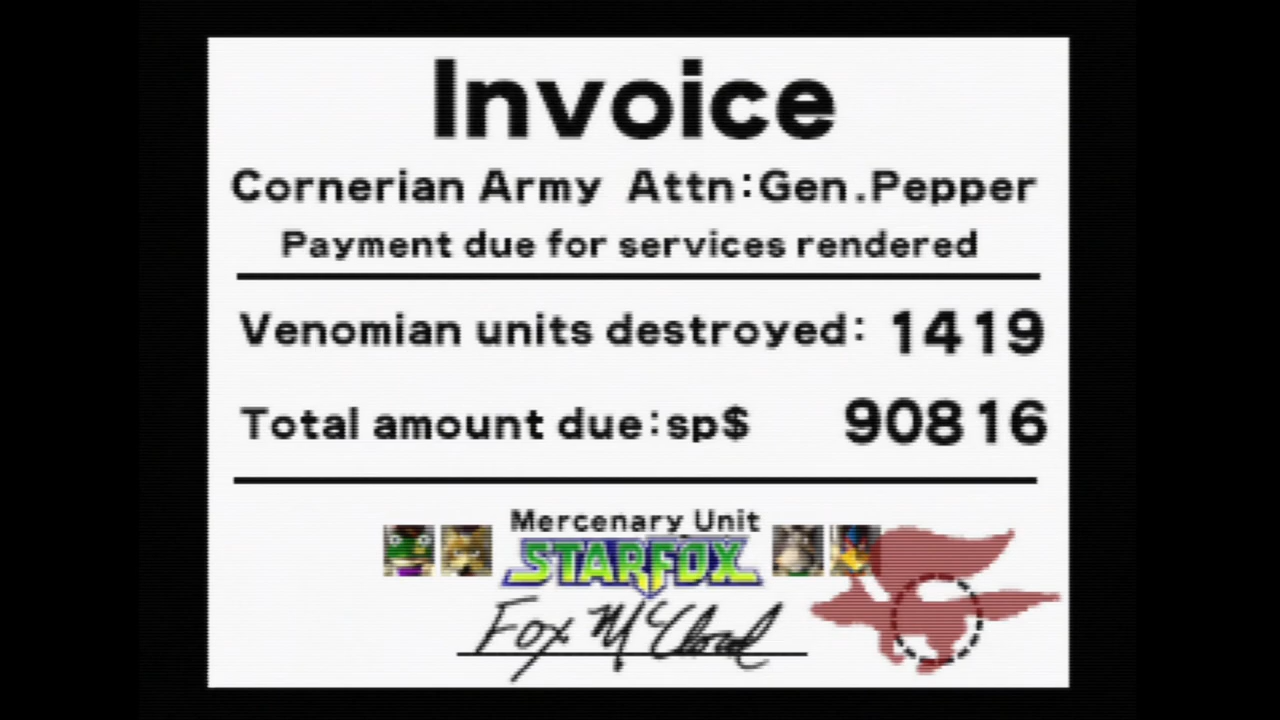 Invoice
Cornerian Army Attn:Gen.Pepper
Payment due for services rendered
Venomian units destroyed: 1419
Total amount due:sp$ 90816
Mercenary Unit
STARFOX
Fox McCloud